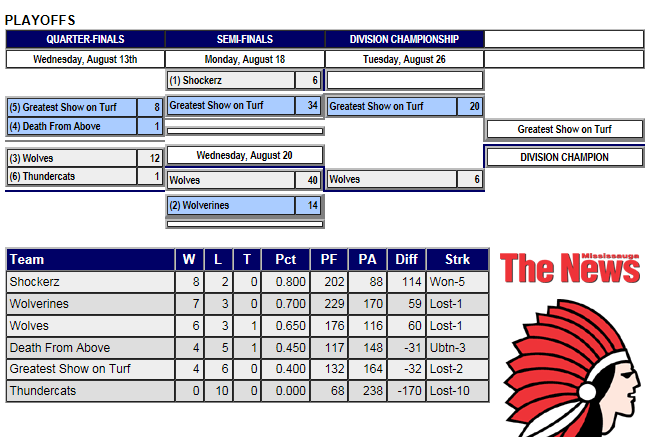 PLAYOFFS
QUARTER-FINALS SEMI-FINALS DIVISION CHAMPIONSHIP
Wednesday, August 13th Monday, August 18 Tuesday, August 26
(1) Shockerz 6
(5) Greatest Show on Turf 8 Greatest Show on Turf 34 Greatest Show on Turf 20
(4) Death From Above 1
Greatest Show on Turf
(3) Wolves 12 Wednesday, August 20 DIVISION CHAMPION
(6) Thundercats 1 Wolves 40 Wolves 6
(2) Wolverines 14
Team W L T Pct PF PA Diff Strk
Shockerz 8 2 0 0.800 202 88 114 Won-5
Wolverines 7 3 0 0.700 229 170 59 Lost-1
Wolves 6 3 1 0.650 176 116 60 Lost-1
Death From Above 4 5 1 0.450 117 148 -31 Ubtn-3
Greatest Show on Turf 4 6 0 0.400 132 164 -32 Lost-2
Thundercats 0 10 0 0.000 68 238 -170 Lost-10
Mississauga
The News